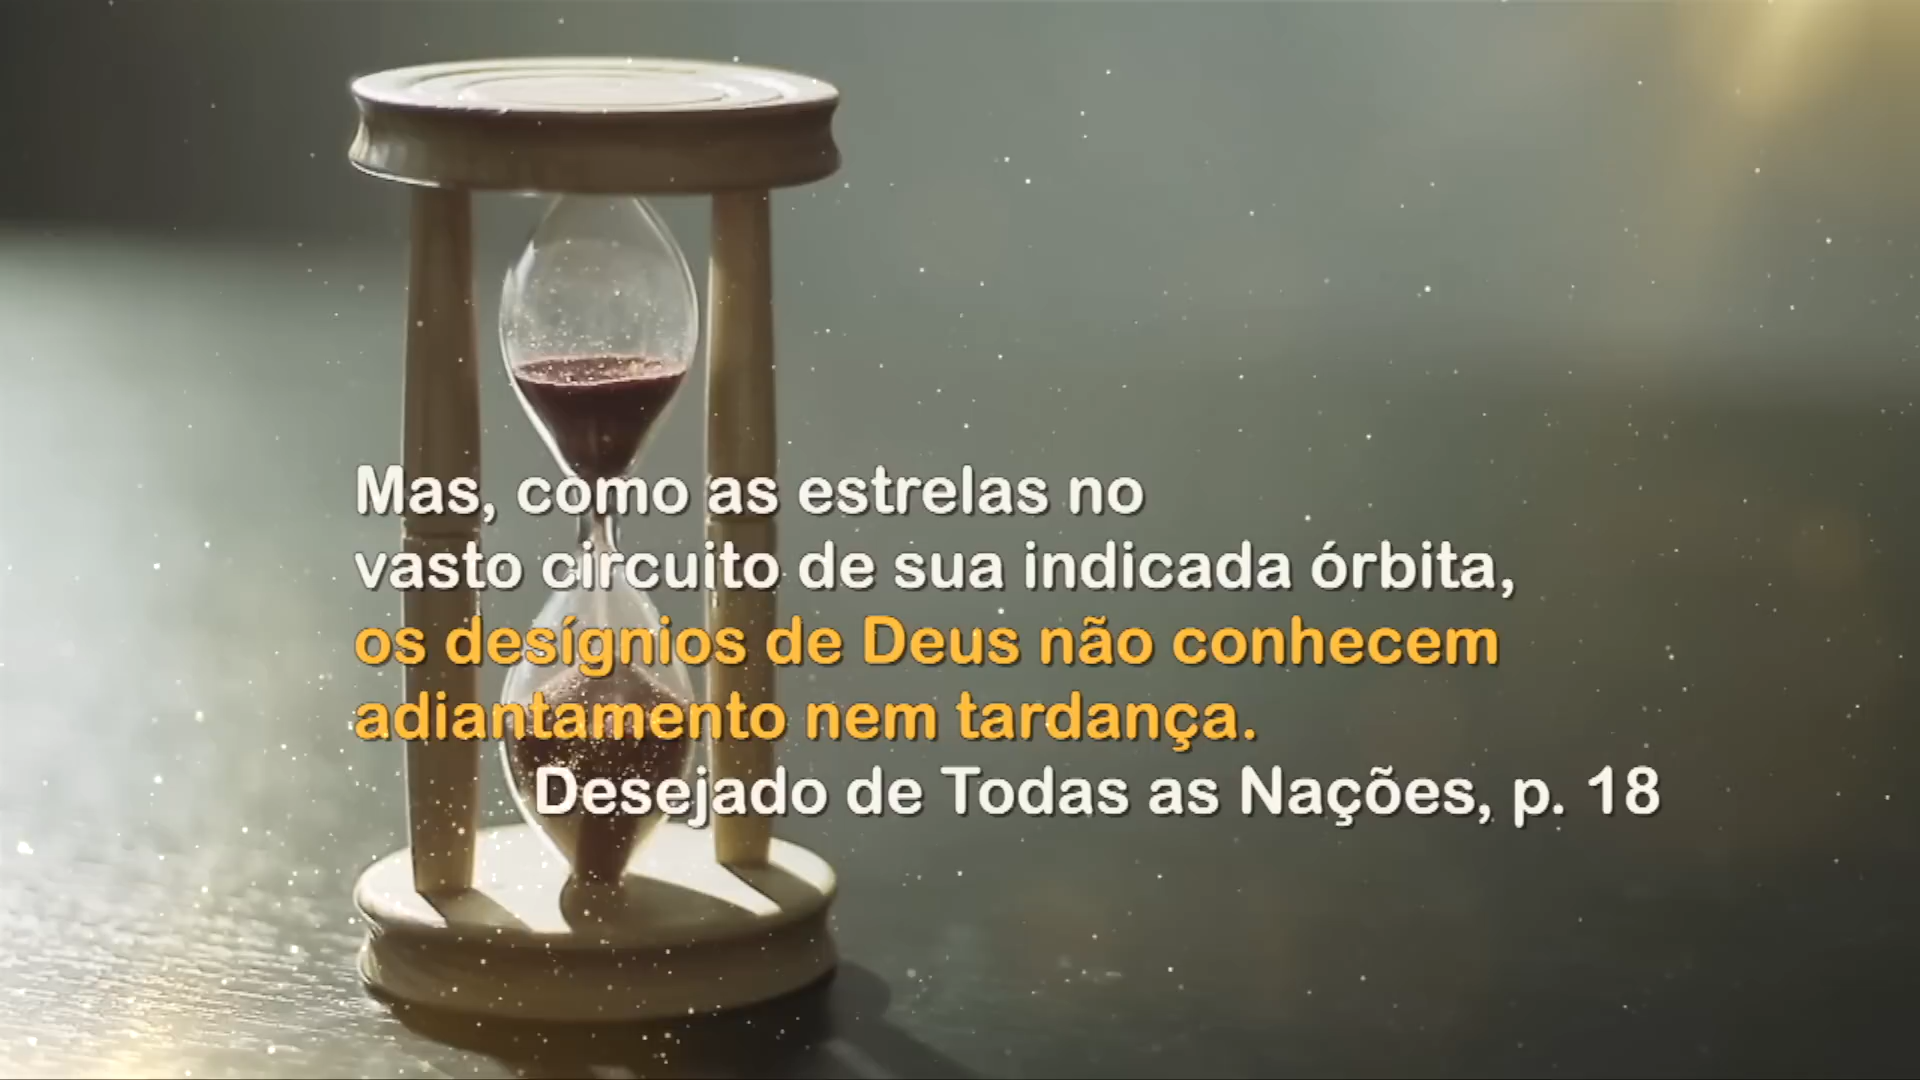 Mas, como as estrelas no
vasto circuito de sua indicada órbita,
os desígnios de Deus não conhecem
adiantamento nem tardança.
Desejado de Todas as Nações, p. 18